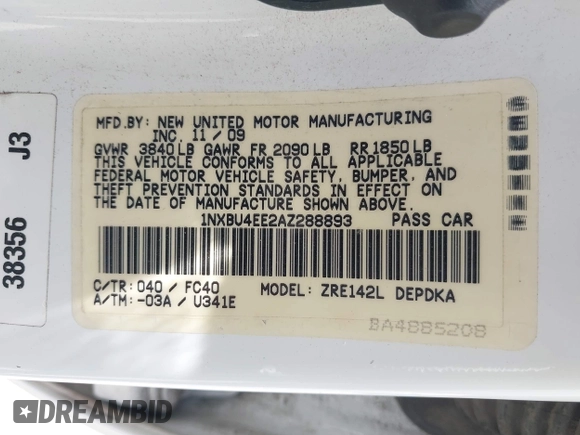 MFD.BY: NEW UNITED MOTOR MANUFACTURING
INC. 11 / 09
GVWR 3840 LB GAWR FR 2090 LB RR 1850 LB
THIS VEHICLE CONFORMS TO ALL APPLICABLE
FEDERAL MOTOR VEHICLE SAFETY, BUMPER, AND
THEFT PREVENTION STANDARDS IN EFFECT ON
THE DATE OF MANUFACTURE SHOWN ABOVE.
1NXBU4EE2AZ288893 PASS CAR
C/TR: 040 / FC40
A/TM: -03A / U341E
MODEL: ZRE142L DEPDKA
BA4885208
38356 J3
DREAMBID